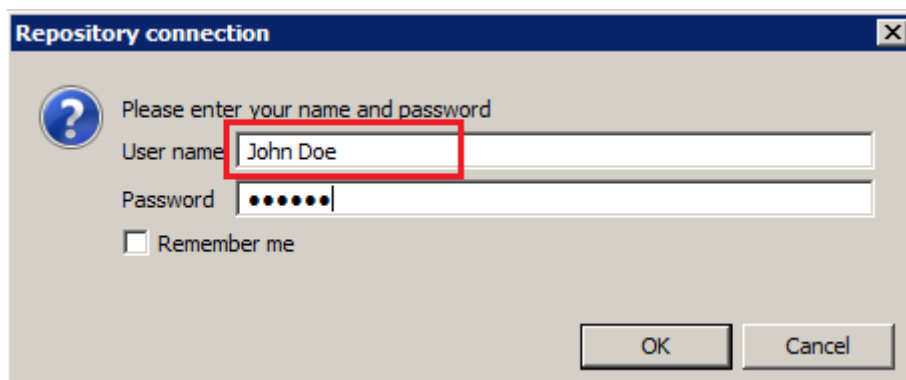 Repository connection
Please enter your name and password
User name John Doe
Password ●●●●●●
Remember me
OK Cancel